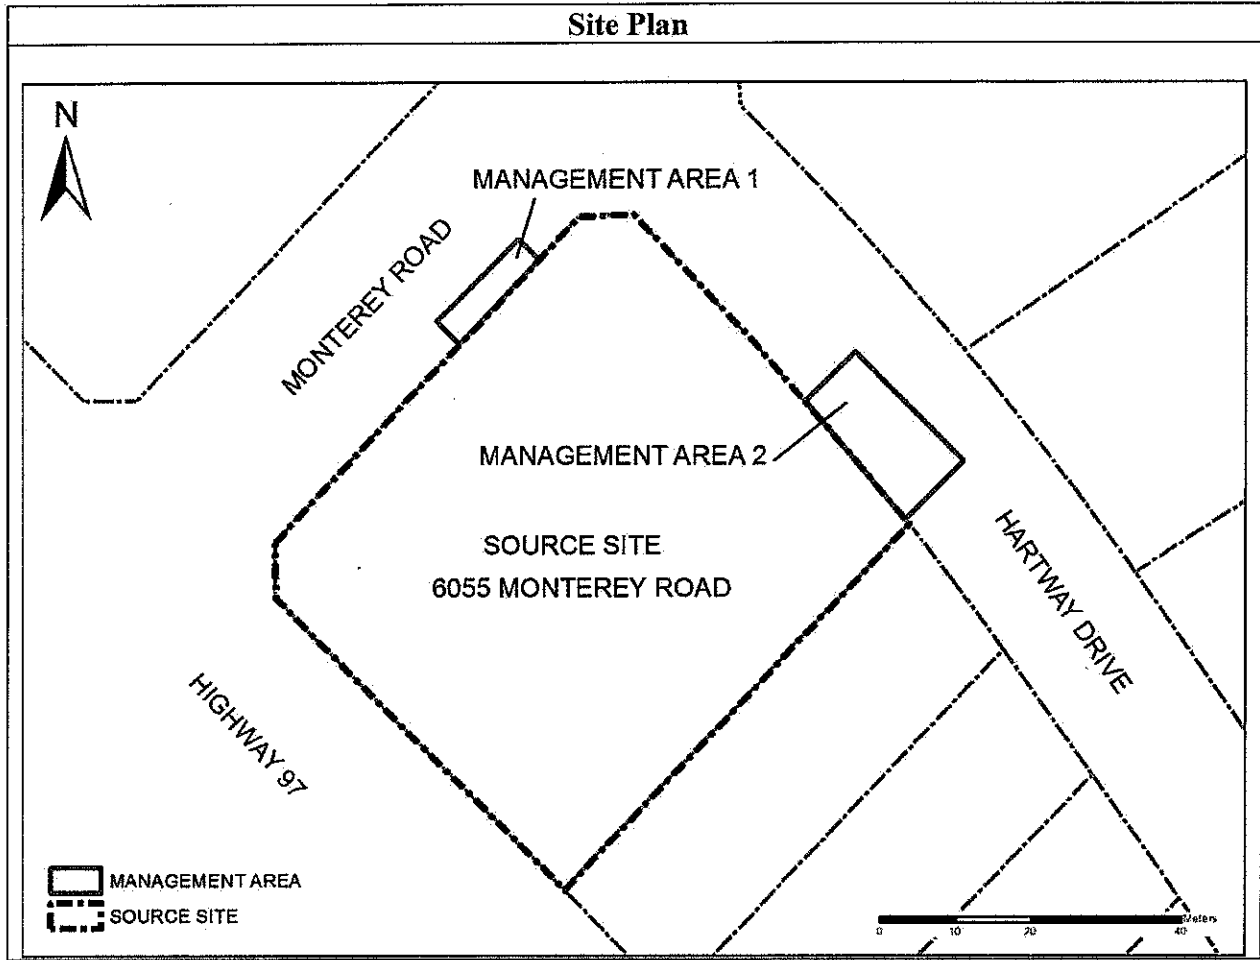 Site Plan
N
MANAGEMENT AREA 1
MONTEREY ROAD
MANAGEMENT AREA 2
SOURCE SITE
6055 MONTEREY ROAD
HARTWAY DRIVE
HIGHWAY 97
MANAGEMENT AREA
SOURCE SITE
Meters
0 10 20 40